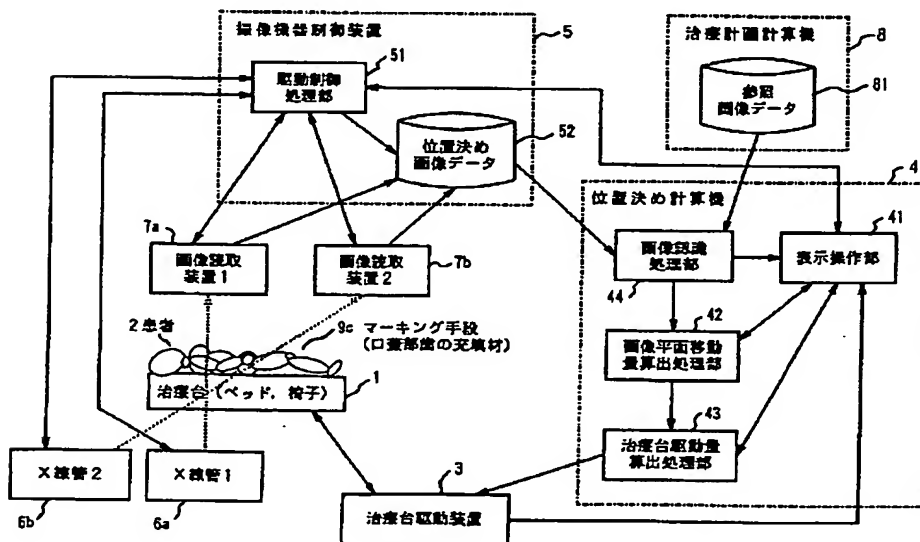 撮像機器制御装置
5
51
駆動制御
処理部
52
位置決め
画像データ
治療計画計算機
8
参照
画像データ
81
4
位置決め計算機
41
表示操作部
画像認識
処理部
44
42
画像平面移動
量算出処理部
43
治療台駆動量
算出処理部
7a
画像読取
装置1
画像読取
装置2
7b
2患者
9c マーキング手段
(口蓋部歯の充填材)
治療台(ベッド,椅子)
1
X線管2
6b
X線管1
6a
3
治療台駆動装置